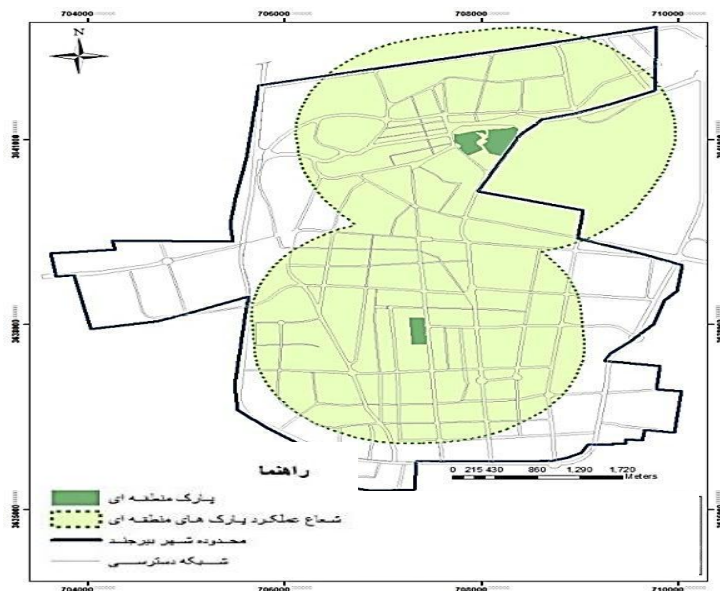 704000 706000 708000 710000
N
راهنما
پارک منطقه ای
شعاع عملکرد پارک های منطقه ای
محدوده شهر بیرجند
شبکه دسترسی
0 215 430 860 1.290 1.720
Meters
704000 706000 708000 710000